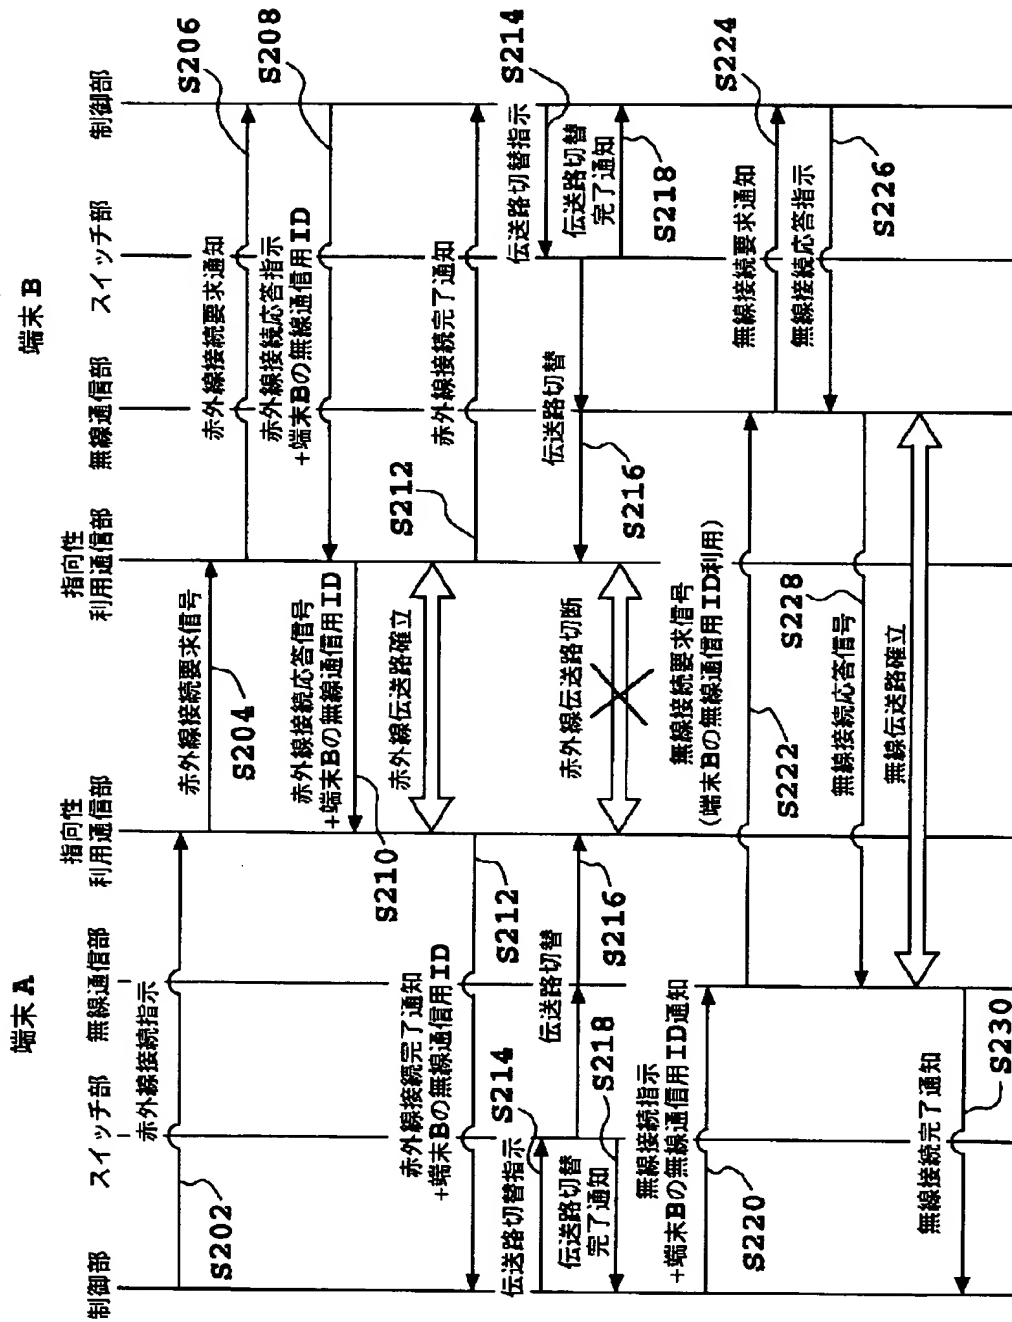 端末A
端末B
制御部
スイッチ部
無線通信部
指向性
利用通信部
指向性
利用通信部
無線通信部
スイッチ部
制御部
赤外線接続指示
S202
赤外線接続要求信号
S204
赤外線接続要求通知
S206
赤外線接続応答指示
+端末Bの無線通信用ID
S208
赤外線接続応答信号
+端末Bの無線通信用ID
S210
赤外線伝送路確立
赤外線接続完了通知
+端末Bの無線通信用ID
S212
赤外線接続完了通知
S212
伝送路切替指示
S214
伝送路切替指示
S214
伝送路切替
S216
伝送路切替
S216
赤外線伝送路切断
伝送路切替
完了通知
S218
伝送路切替
完了通知
S218
無線接続指示
+端末Bの無線通信用ID通知
S220
無線接続要求信号
(端末Bの無線通信用ID利用)
S222
無線接続要求通知
S224
無線接続応答指示
S226
無線接続応答信号
S228
無線伝送路確立
無線接続完了通知
S230